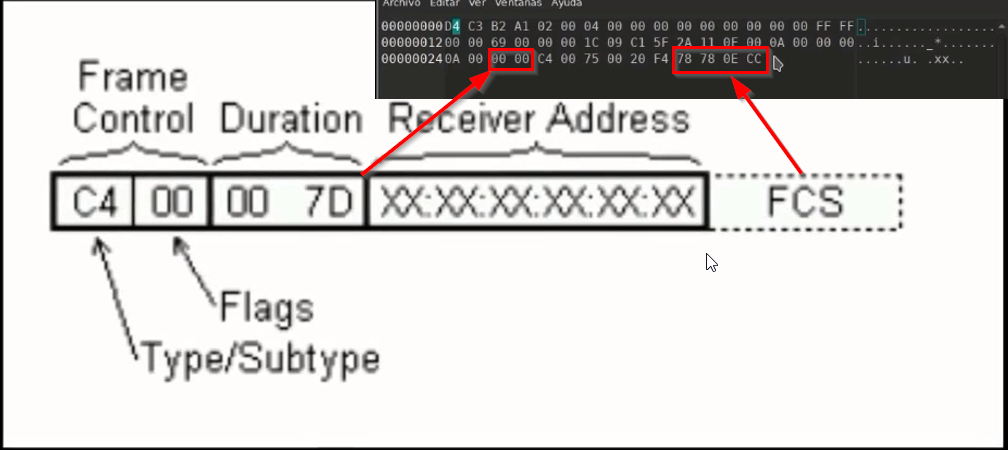 Archivo Editar Ver Ventanas Ayuda
00000000 D4 C3 B2 A1 02 00 04 00 00 00 00 00 00 00 00 00 FF FF ..................
00000012 00 00 69 00 00 00 1C 09 C1 5F 2A 11 0F 00 0A 00 00 00 ..i......_*.......
00000024 0A 00 00 00 C4 00 75 00 20 F4 78 78 0E CC ......u. .xx..
Frame
Control Duration Receiver Address
C4 00 00 7D XX:XX:XX:XX:XX:XX FCS
Flags
Type/Subtype